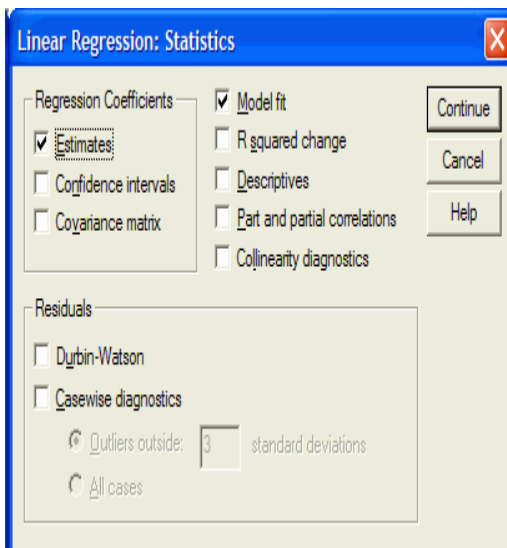 Linear Regression: Statistics
Regression Coefficients
Estimates
Confidence intervals
Covariance matrix
Model fit
R squared change
Descriptives
Part and partial correlations
Collinearity diagnostics
Continue
Cancel
Help
Residuals
Durbin-Watson
Casewise diagnostics
Outliers outside: 3 standard deviations
All cases